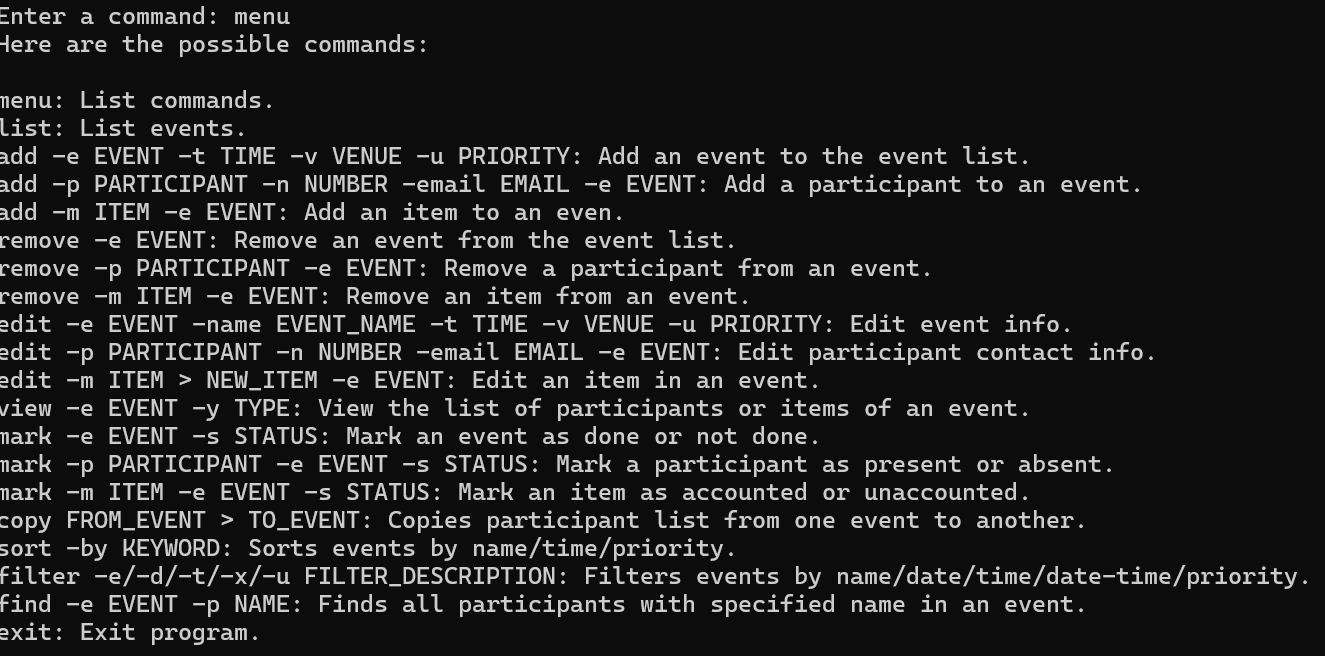 Enter a command: menu
Here are the possible commands:
menu: List commands.
list: List events.
add -e EVENT -t TIME -v VENUE -u PRIORITY: Add an event to the event list.
add -p PARTICIPANT -n NUMBER -email EMAIL -e EVENT: Add a participant to an event.
add -m ITEM -e EVENT: Add an item to an even.
remove -e EVENT: Remove an event from the event list.
remove -p PARTICIPANT -e EVENT: Remove a participant from an event.
remove -m ITEM -e EVENT: Remove an item from an event.
edit -e EVENT -name EVENT_NAME -t TIME -v VENUE -u PRIORITY: Edit event info.
edit -p PARTICIPANT -n NUMBER -email EMAIL -e EVENT: Edit participant contact info.
edit -m ITEM > NEW_ITEM -e EVENT: Edit an item in an event.
view -e EVENT -y TYPE: View the list of participants or items of an event.
mark -e EVENT -s STATUS: Mark an event as done or not done.
mark -p PARTICIPANT -e EVENT -s STATUS: Mark a participant as present or absent.
mark -m ITEM -e EVENT -s STATUS: Mark an item as accounted or unaccounted.
copy FROM_EVENT > TO_EVENT: Copies participant list from one event to another.
sort -by KEYWORD: Sorts events by name/time/priority.
filter -e/-d/-t/-x/-u FILTER_DESCRIPTION: Filters events by name/date/time/date-time/priority.
find -e EVENT -p NAME: Finds all participants with specified name in an event.
exit: Exit program.